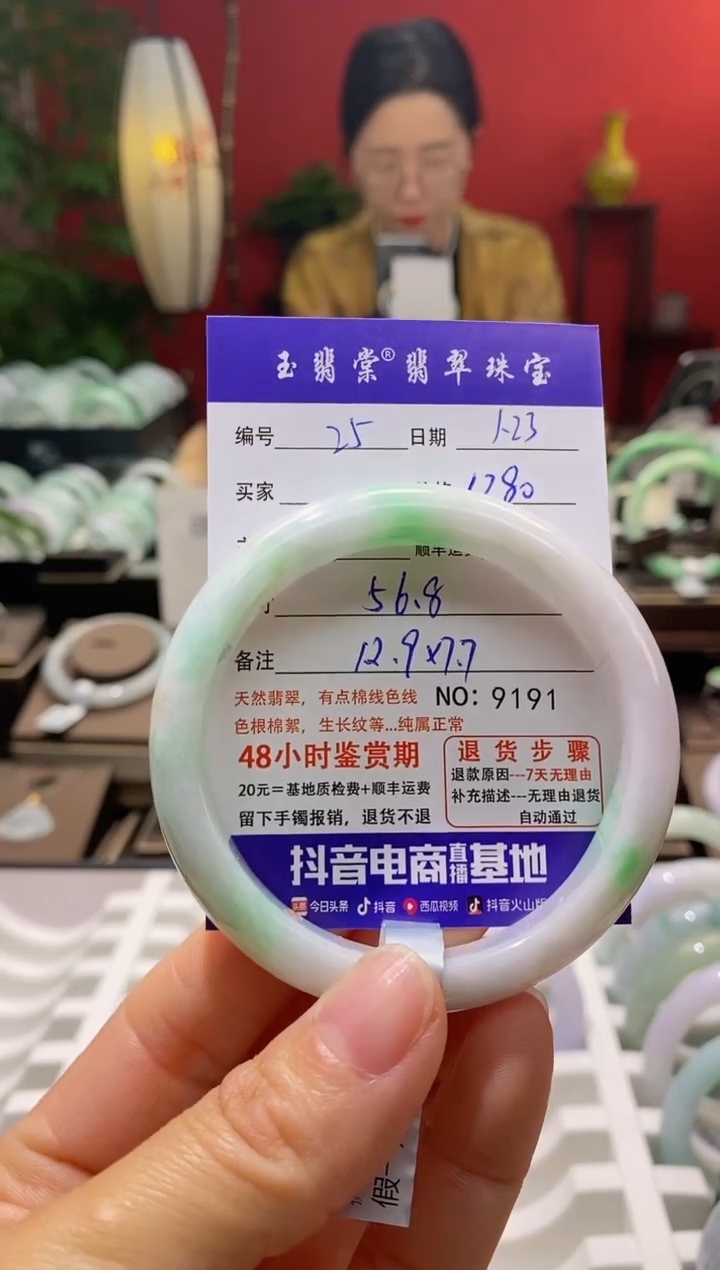 玉翡棠®翡翠珠宝
编号 25 日期 1-23
买家 1280
顺丰运费
56.8
备注 12.9x7.7
天然翡翠，有点棉线色线 NO: 9191
色根棉絮，生长纹等...纯属正常
48小时鉴赏期
20元=基地质检费+顺丰运费
留下手镯报销，退货不退
退货步骤
退款原因---7天无理由
补充描述---无理由退货
自动通过
抖音电商直播基地
头条 今日头条 抖音 西瓜视频 抖音火山版
假一